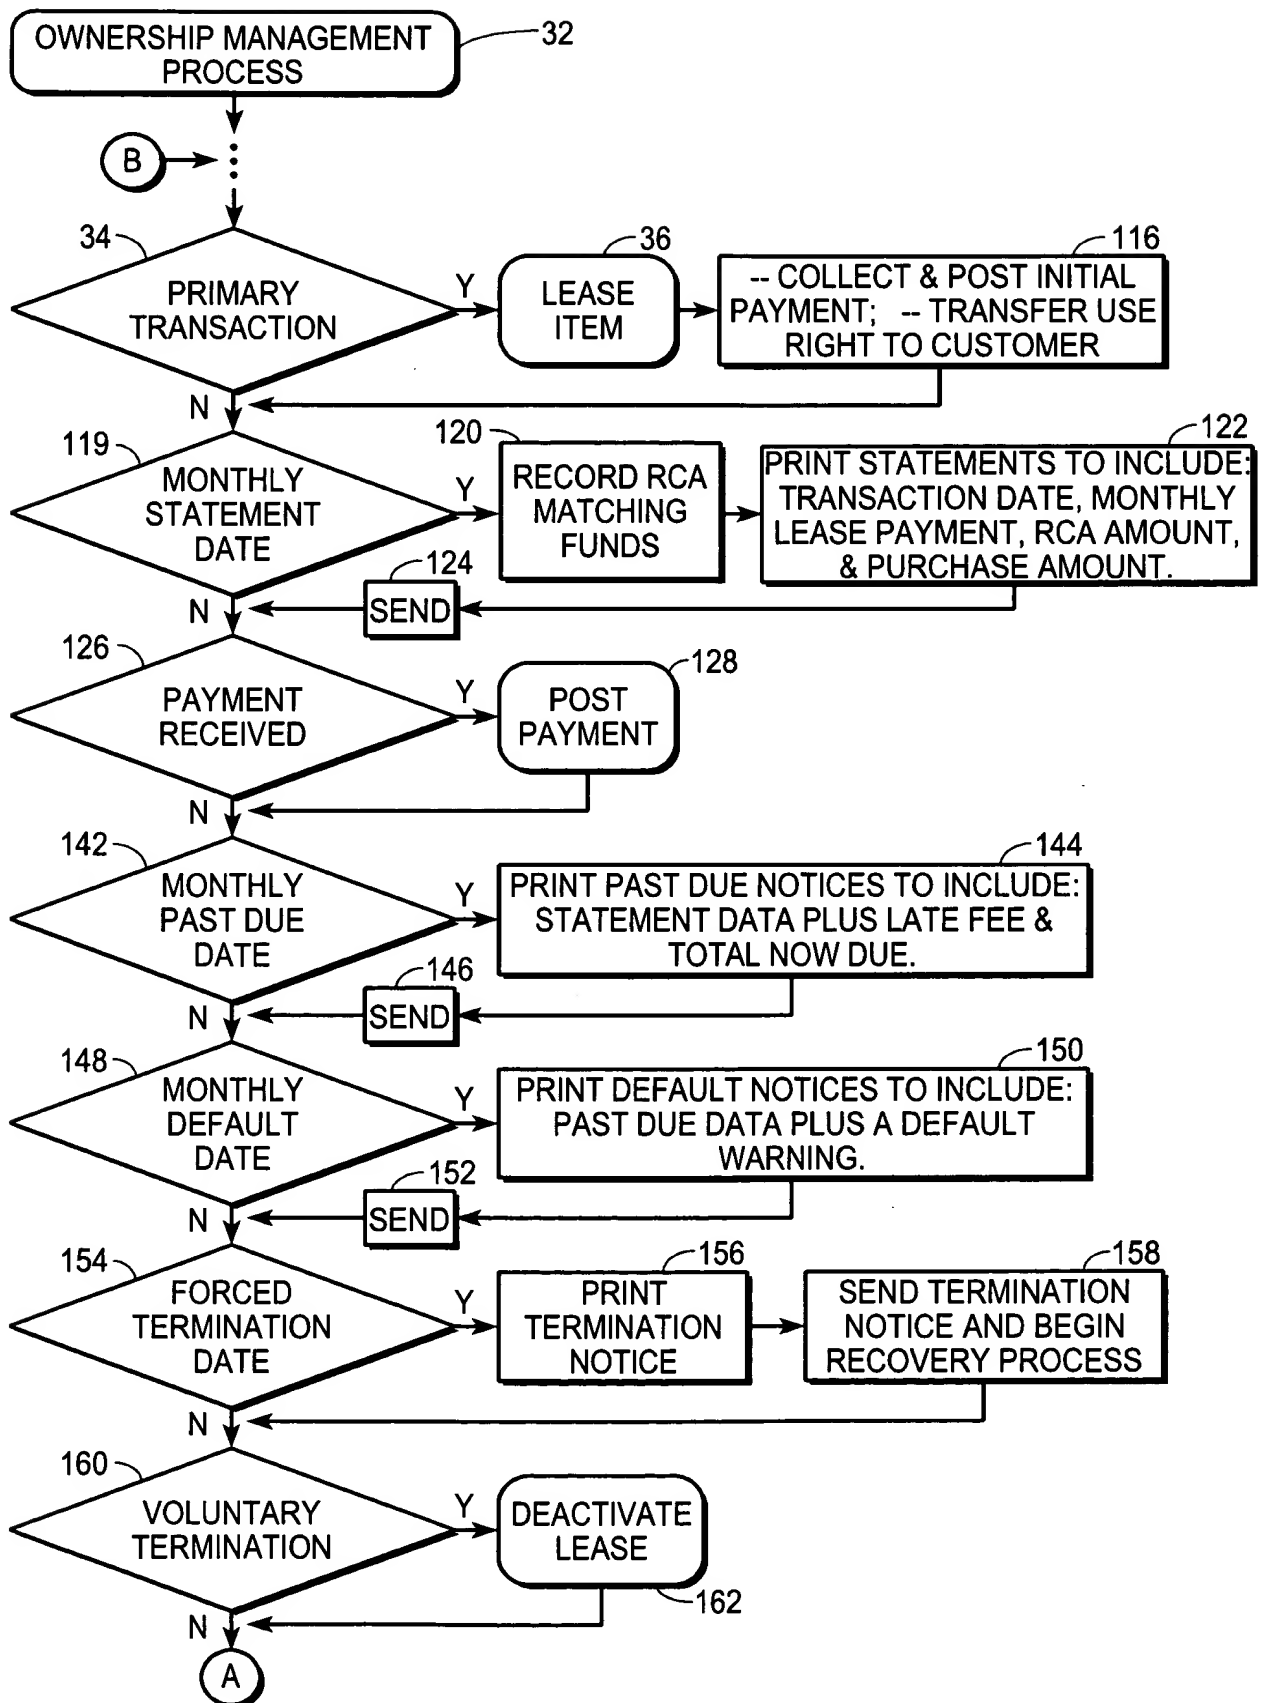 OWNERSHIP MANAGEMENT
PROCESS
32
B
34
PRIMARY
TRANSACTION
Y
N
36
LEASE
ITEM
116
-- COLLECT & POST INITIAL
PAYMENT; -- TRANSFER USE
RIGHT TO CUSTOMER
119
MONTHLY
STATEMENT
DATE
Y
N
120
RECORD RCA
MATCHING
FUNDS
122
PRINT STATEMENTS TO INCLUDE:
TRANSACTION DATE, MONTHLY
LEASE PAYMENT, RCA AMOUNT,
& PURCHASE AMOUNT.
124
SEND
126
PAYMENT
RECEIVED
Y
N
128
POST
PAYMENT
142
MONTHLY
PAST DUE
DATE
Y
N
144
PRINT PAST DUE NOTICES TO INCLUDE:
STATEMENT DATA PLUS LATE FEE &
TOTAL NOW DUE.
146
SEND
148
MONTHLY
DEFAULT
DATE
Y
N
150
PRINT DEFAULT NOTICES TO INCLUDE:
PAST DUE DATA PLUS A DEFAULT
WARNING.
152
SEND
154
FORCED
TERMINATION
DATE
Y
N
156
PRINT
TERMINATION
NOTICE
158
SEND TERMINATION
NOTICE AND BEGIN
RECOVERY PROCESS
160
VOLUNTARY
TERMINATION
Y
N
DEACTIVATE
LEASE
162
A